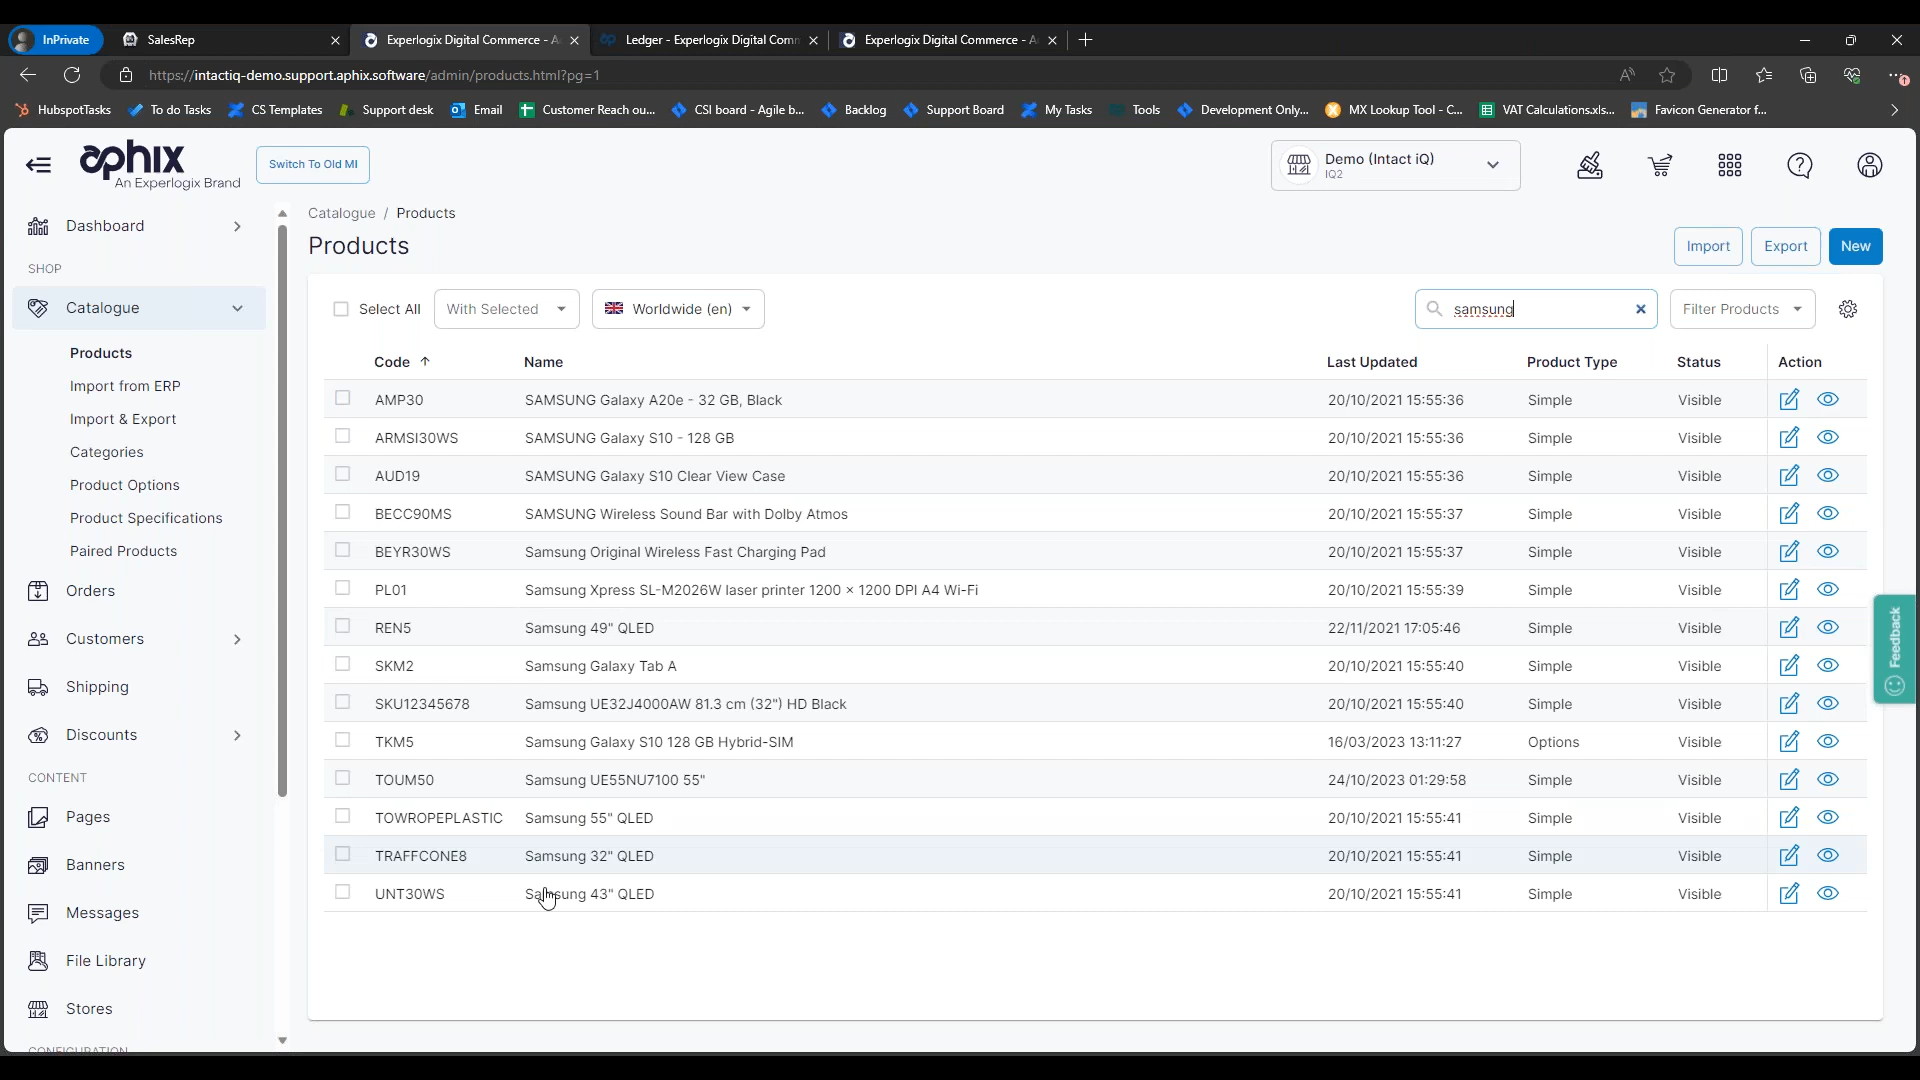 InPrivate
SalesRep
Experlogix Digital Commerce - A
Ledger - Experlogix Digital Com
Experlogix Digital Commerce - A
https://intactiq-demo.support.aphix.software/admin/products.html?pg=1
HubspotTasks
To do Tasks
CS Templates
Support desk
Email
Customer Reach ou...
CSI board - Agile b...
Backlog
Support Board
My Tasks
Tools
Development Only...
MX Lookup Tool - C...
VAT Calculations.xls...
Favicon Generator f...
aphix
An Experlogix Brand
Switch To Old MI
Demo (Intact iQ)
IQ2
Dashboard
SHOP
Catalogue
Products
Import from ERP
Import & Export
Categories
Product Options
Product Specifications
Paired Products
Orders
Customers
Shipping
Discounts
CONTENT
Pages
Banners
Messages
File Library
Stores
CONFIGURATION
Catalogue / Products
Products
Import Export New
Select All With Selected Worldwide (en) samsung Filter Products
Code Name Last Updated Product Type Status Action
AMP30 SAMSUNG Galaxy A20e - 32 GB, Black 20/10/2021 15:55:36 Simple Visible
ARMSI30WS SAMSUNG Galaxy S10 - 128 GB 20/10/2021 15:55:36 Simple Visible
AUD19 SAMSUNG Galaxy S10 Clear View Case 20/10/2021 15:55:36 Simple Visible
BECC90MS SAMSUNG Wireless Sound Bar with Dolby Atmos 20/10/2021 15:55:37 Simple Visible
BEYR30WS Samsung Original Wireless Fast Charging Pad 20/10/2021 15:55:37 Simple Visible
PL01 Samsung Xpress SL-M2026W laser printer 1200 × 1200 DPI A4 Wi-Fi 20/10/2021 15:55:39 Simple Visible
REN5 Samsung 49" QLED 22/11/2021 17:05:46 Simple Visible
SKM2 Samsung Galaxy Tab A 20/10/2021 15:55:40 Simple Visible
SKU12345678 Samsung UE32J4000AW 81.3 cm (32") HD Black 20/10/2021 15:55:40 Simple Visible
TKM5 Samsung Galaxy S10 128 GB Hybrid-SIM 16/03/2023 13:11:27 Options Visible
TOUM50 Samsung UE55NU7100 55" 24/10/2023 01:29:58 Simple Visible
TOWROPEPLASTIC Samsung 55" QLED 20/10/2021 15:55:41 Simple Visible
TRAFFCONE8 Samsung 32" QLED 20/10/2021 15:55:41 Simple Visible
UNT30WS Samsung 43" QLED 20/10/2021 15:55:41 Simple Visible
Feedback